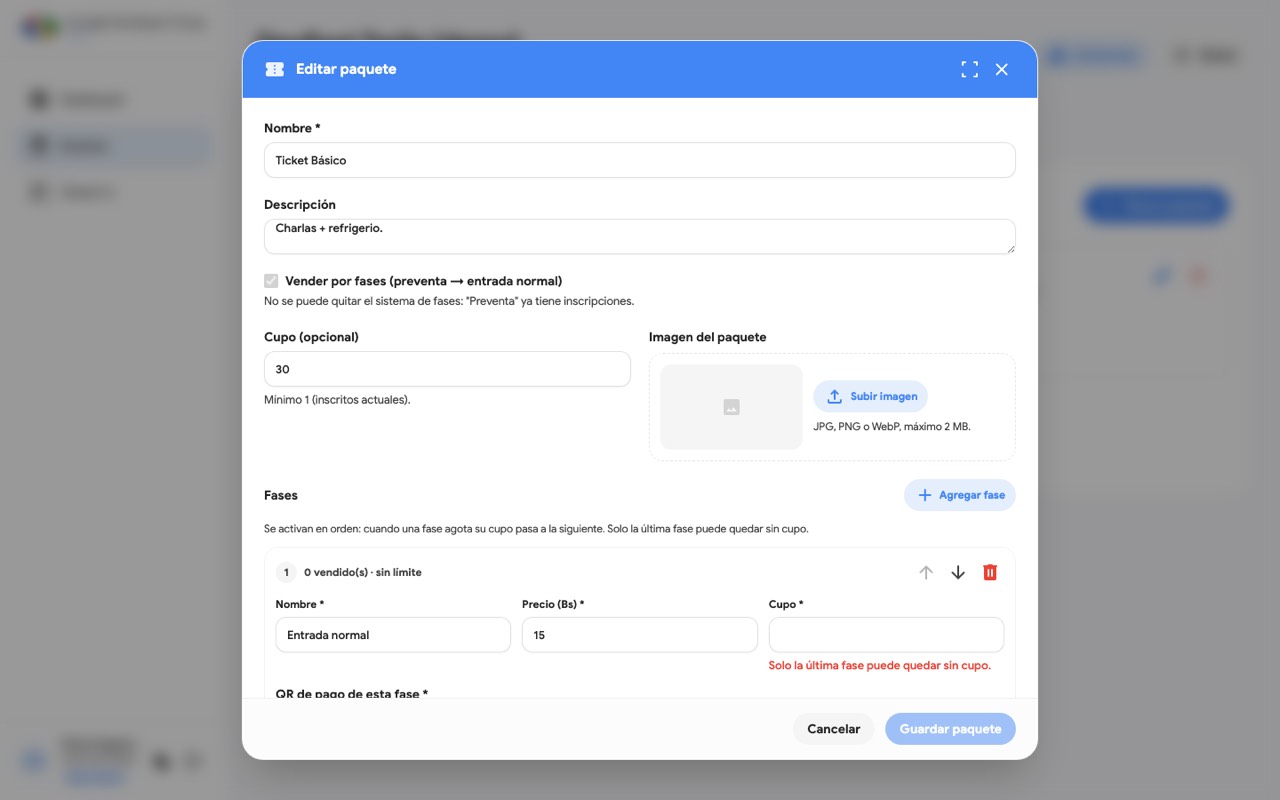 Editar paquete
Nombre *
Ticket Básico
Descripción
Charlas + refrigerio.
Vender por fases (preventa → entrada normal)
No se puede quitar el sistema de fases: "Preventa" ya tiene inscripciones.
Cupo (opcional)
Imagen del paquete
30
Mínimo 1 (inscritos actuales).
Subir imagen
JPG, PNG o WebP, máximo 2 MB.
Fases
Agregar fase
Se activan en orden: cuando una fase agota su cupo pasa a la siguiente. Solo la última fase puede quedar sin cupo.
1 0 vendido(s) · sin límite
Nombre * Precio (Bs) * Cupo *
Entrada normal 15
Solo la última fase puede quedar sin cupo.
QR de pago de esta fase *
Cancelar Guardar paquete